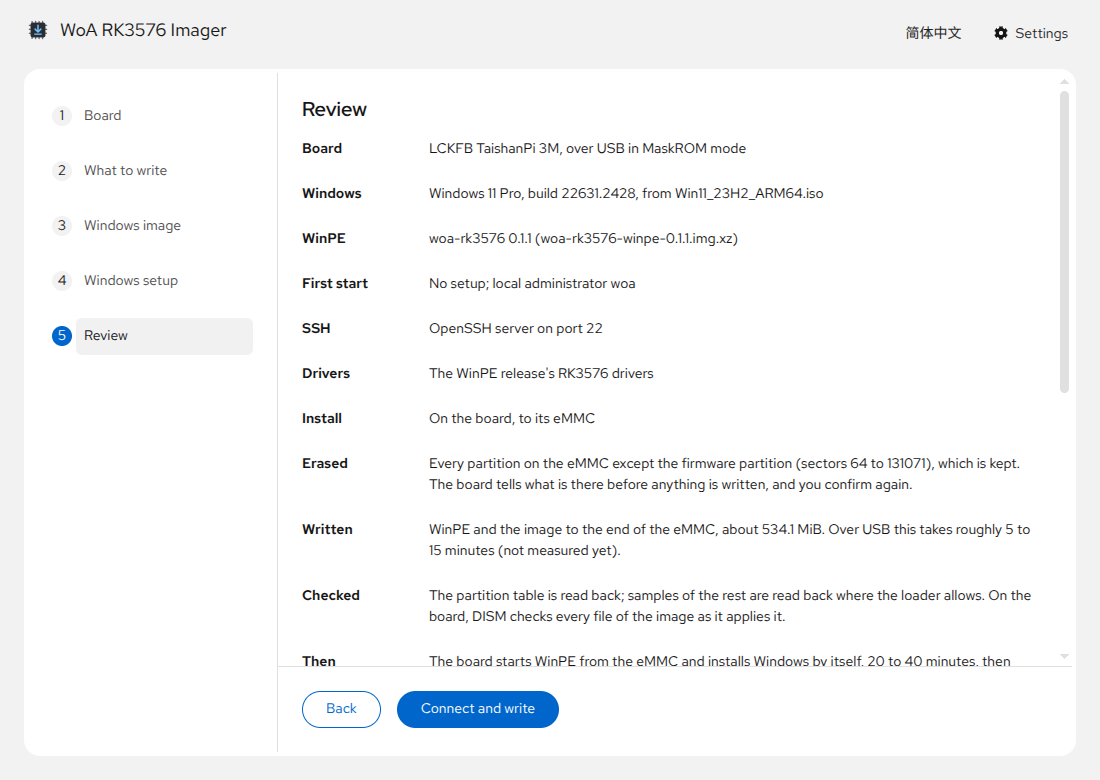 WoA RK3576 Imager
简体中文
Settings
1 Board
2 What to write
3 Windows image
4 Windows setup
5 Review
Review
Board LCKFB TaishanPi 3M, over USB in MaskROM mode
Windows Windows 11 Pro, build 22631.2428, from Win11_23H2_ARM64.iso
WinPE woa-rk3576 0.1.1 (woa-rk3576-winpe-0.1.1.img.xz)
First start No setup; local administrator woa
SSH OpenSSH server on port 22
Drivers The WinPE release's RK3576 drivers
Install On the board, to its eMMC
Erased Every partition on the eMMC except the firmware partition (sectors 64 to 131071), which is kept.
The board tells what is there before anything is written, and you confirm again.
Written WinPE and the image to the end of the eMMC, about 534.1 MiB. Over USB this takes roughly 5 to
15 minutes (not measured yet).
Checked The partition table is read back; samples of the rest are read back where the loader allows. On the
board, DISM checks every file of the image as it applies it.
Then The board starts WinPE from the eMMC and installs Windows by itself, 20 to 40 minutes, then
Back
Connect and write